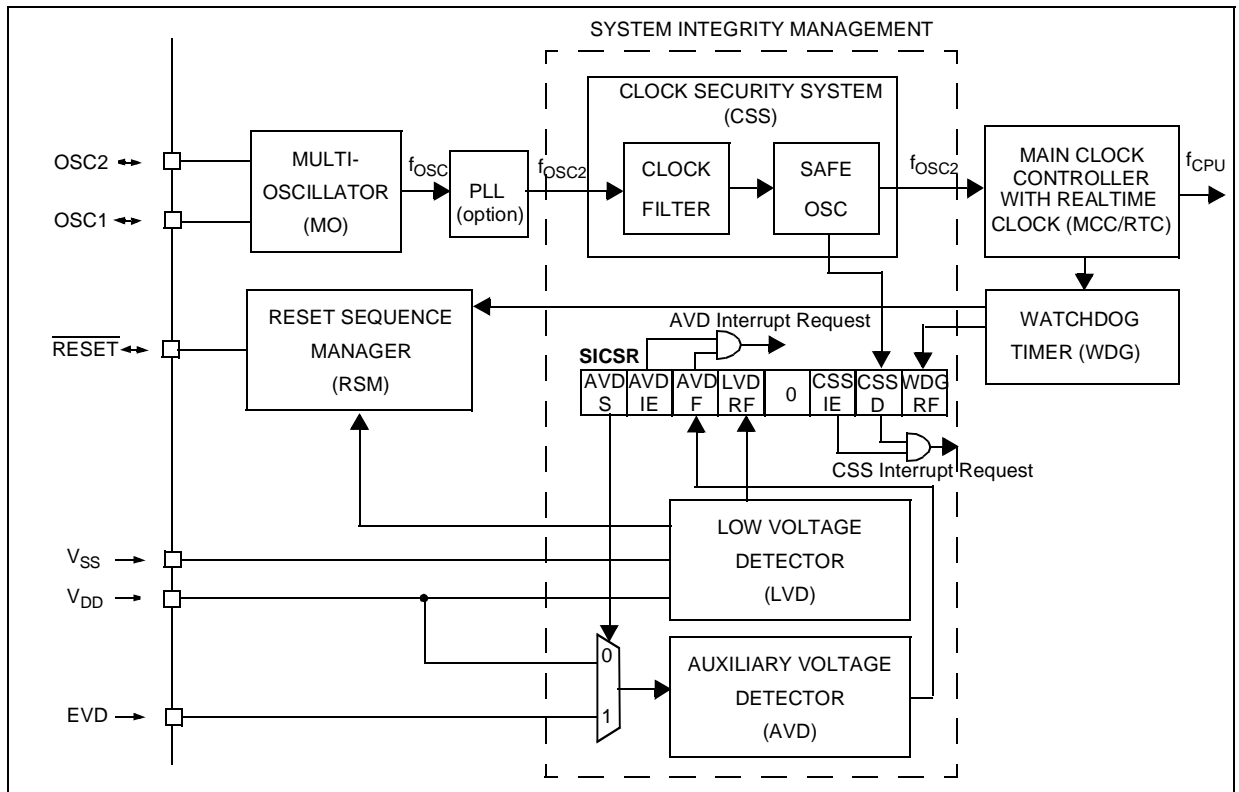 SYSTEM INTEGRITY MANAGEMENT
CLOCK SECURITY SYSTEM
(CSS)
OSC2
OSC1
MULTI-
OSCILLATOR
(MO)
fOSC
PLL
(option)
fOSC2
CLOCK
FILTER
SAFE
OSC
fOSC2
MAIN CLOCK
CONTROLLER
WITH REALTIME
CLOCK (MCC/RTC)
fCPU
RESET
RESET SEQUENCE
MANAGER
(RSM)
AVD Interrupt Request
WATCHDOG
TIMER (WDG)
SICSR
AVD AVD AVD LVD 0 CSS CSS WDG
S IE F RF IE D RF
CSS Interrupt Request
LOW VOLTAGE
DETECTOR
(LVD)
VSS
VDD
0
1
AUXILIARY VOLTAGE
DETECTOR
(AVD)
EVD